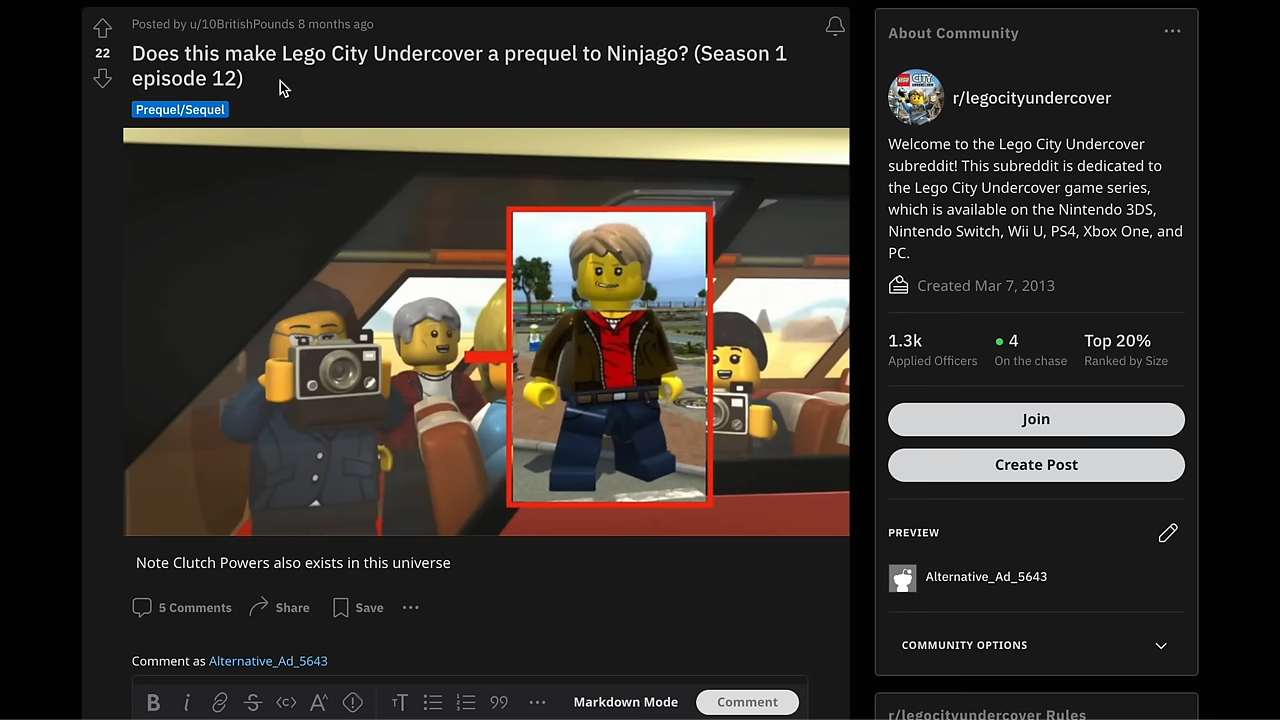 Posted by u/10BritishPounds 8 months ago
22
Does this make Lego City Undercover a prequel to Ninjago? (Season 1
episode 12)
Prequel/Sequel
Note Clutch Powers also exists in this universe
5 Comments
Share
Save
Comment as Alternative_Ad_5643
B i
Markdown Mode
Comment
About Community
LEGO CITY
r/legocityundercover
Welcome to the Lego City Undercover
subreddit! This subreddit is dedicated to
the Lego City Undercover game series,
which is available on the Nintendo 3DS,
Nintendo Switch, Wii U, PS4, Xbox One, and
PC.
Created Mar 7, 2013
1.3k
Applied Officers
4
On the chase
Top 20%
Ranked by Size
Join
Create Post
PREVIEW
Alternative_Ad_5643
COMMUNITY OPTIONS
r/legocityundercover Rules